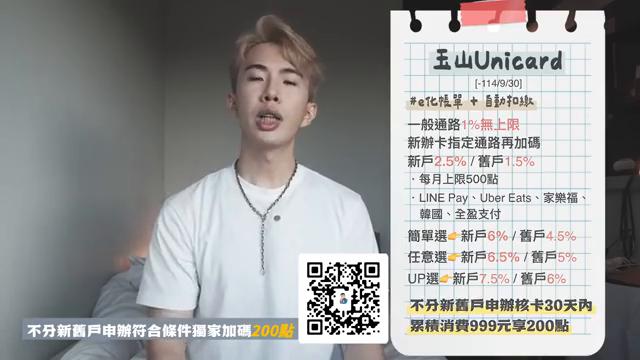 玉山Unicard
[-114/9/30]
#e化帳單 + 自動扣繳
一般通路1%無上限
新辦卡指定通路再加碼
新戶2.5% / 舊戶1.5%
・每月上限500點
・LINE Pay、Uber Eats、家樂福、
韓國、全盈支付
簡單選👉新戶6% / 舊戶4.5%
任意選👉新戶6.5% / 舊戶5%
UP選👉新戶7.5% / 舊戶6%
不分新舊戶申辦核卡30天內
累積消費999元享200點
不分新舊戶申辦符合條件獨家加碼200點